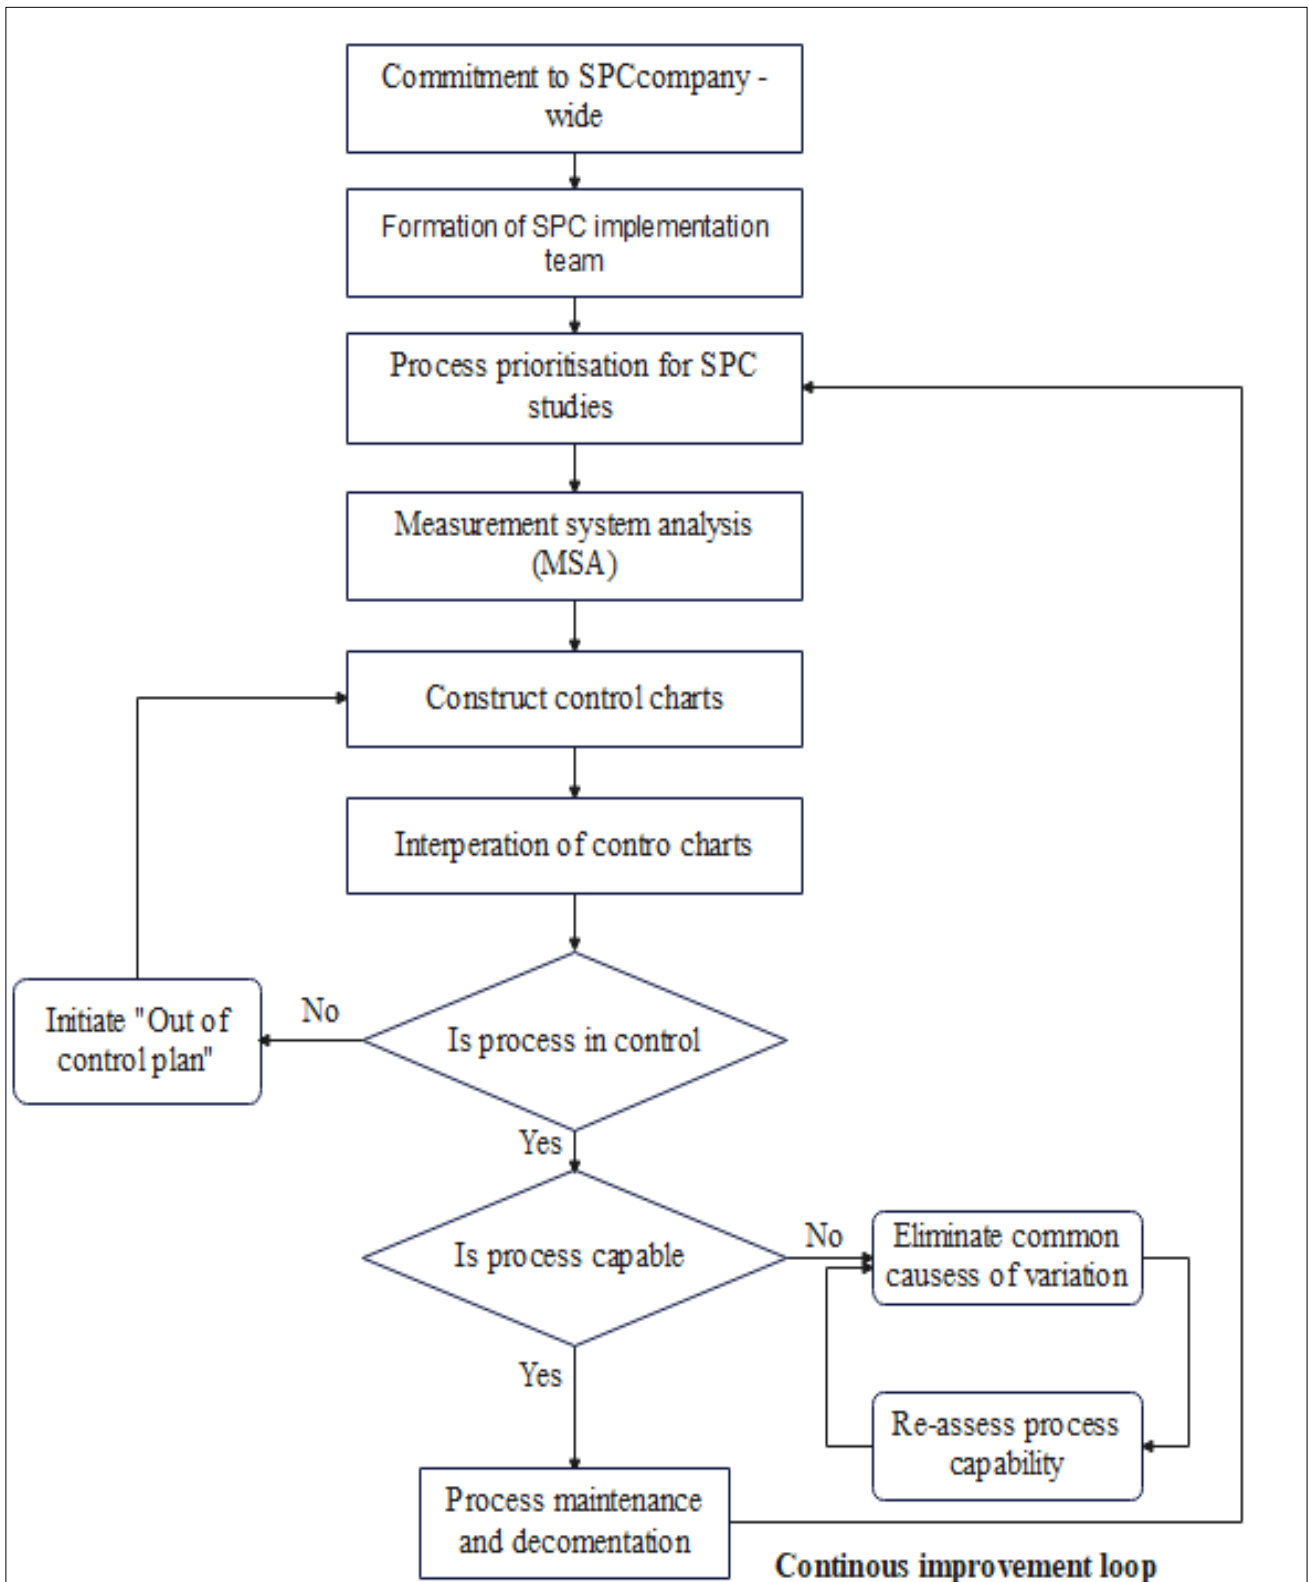 Commitment to SPCcompany -
wide
Formation of SPC implementation
team
Process prioritisation for SPC
studies
Measurement system analysis
(MSA)
Construct control charts
Interperation of contro charts
Initiate "Out of
control plan"
No
Is process in control
Yes
Is process capable
No
Eliminate common
causess of variation
Yes
Re-assess process
capability
Process maintenance
and decomentation
Continous improvement loop